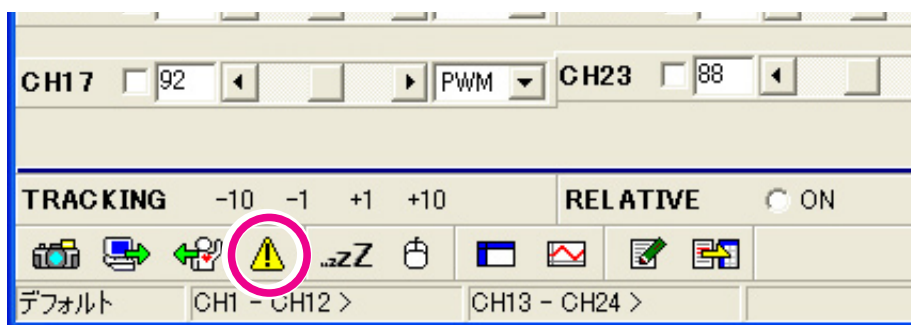 CH17 92 PWM CH23 88
TRACKING -10 -1 +1 +10 RELATIVE ON
...zzZ
デフォルト CH1 - CH12 > CH13 - CH24 >